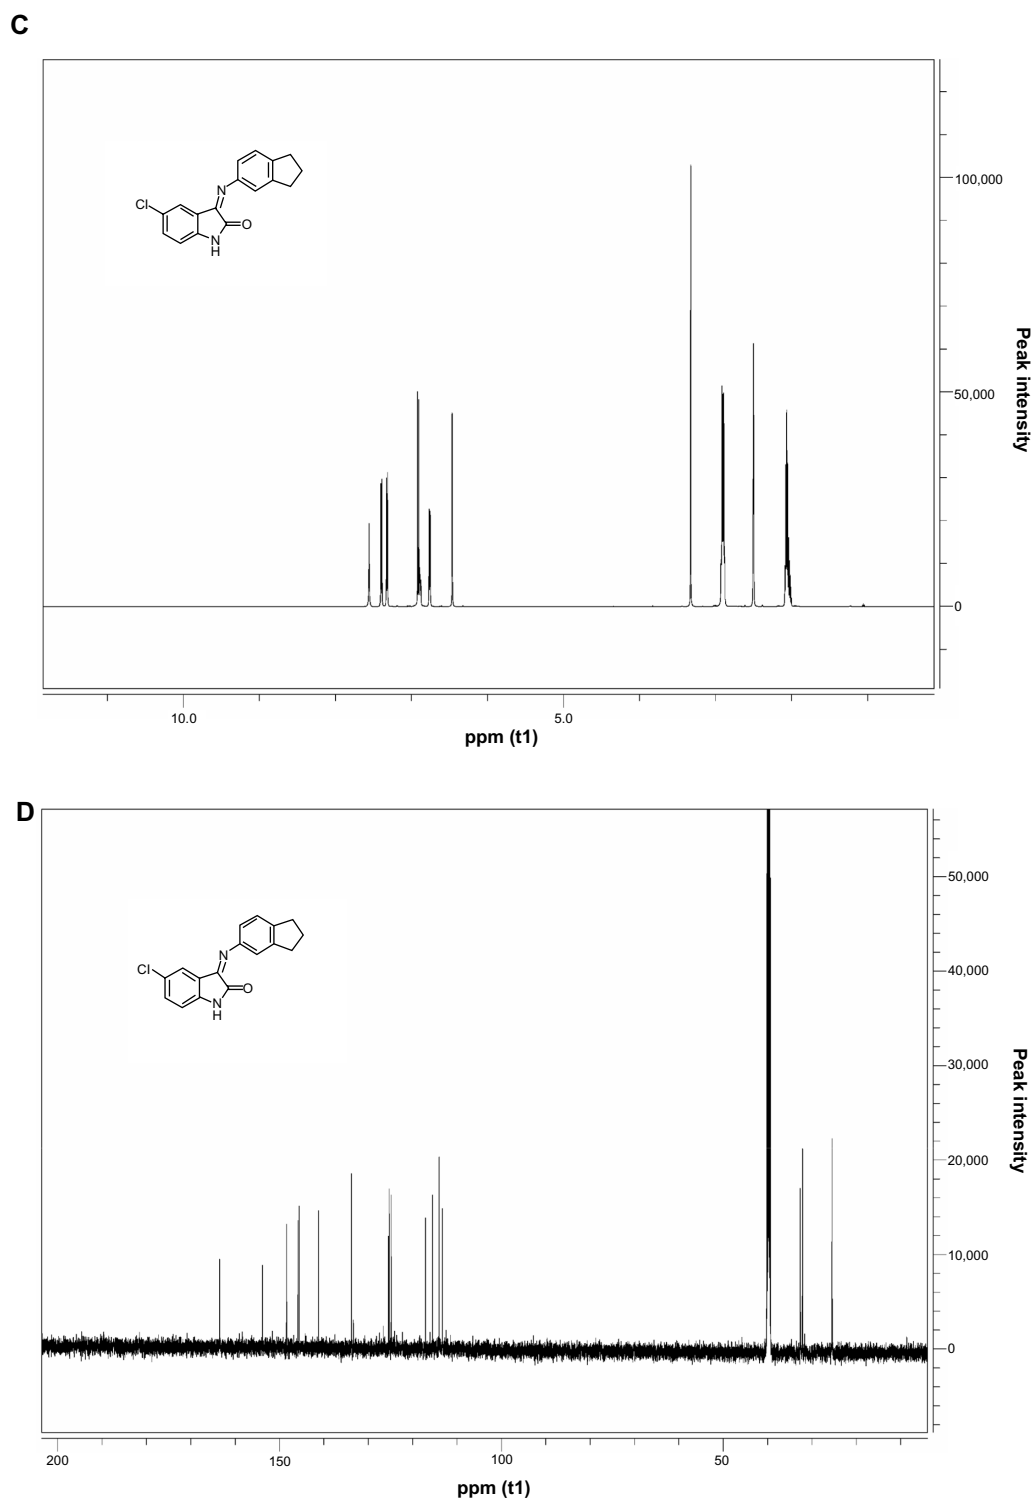 C
Cl
N
O
N
H
100,000
50,000
0
Peak intensity
10.0
5.0
ppm (t1)
D
Cl
N
O
N
H
50,000
40,000
30,000
20,000
10,000
0
Peak intensity
200
150
100
50
ppm (t1)